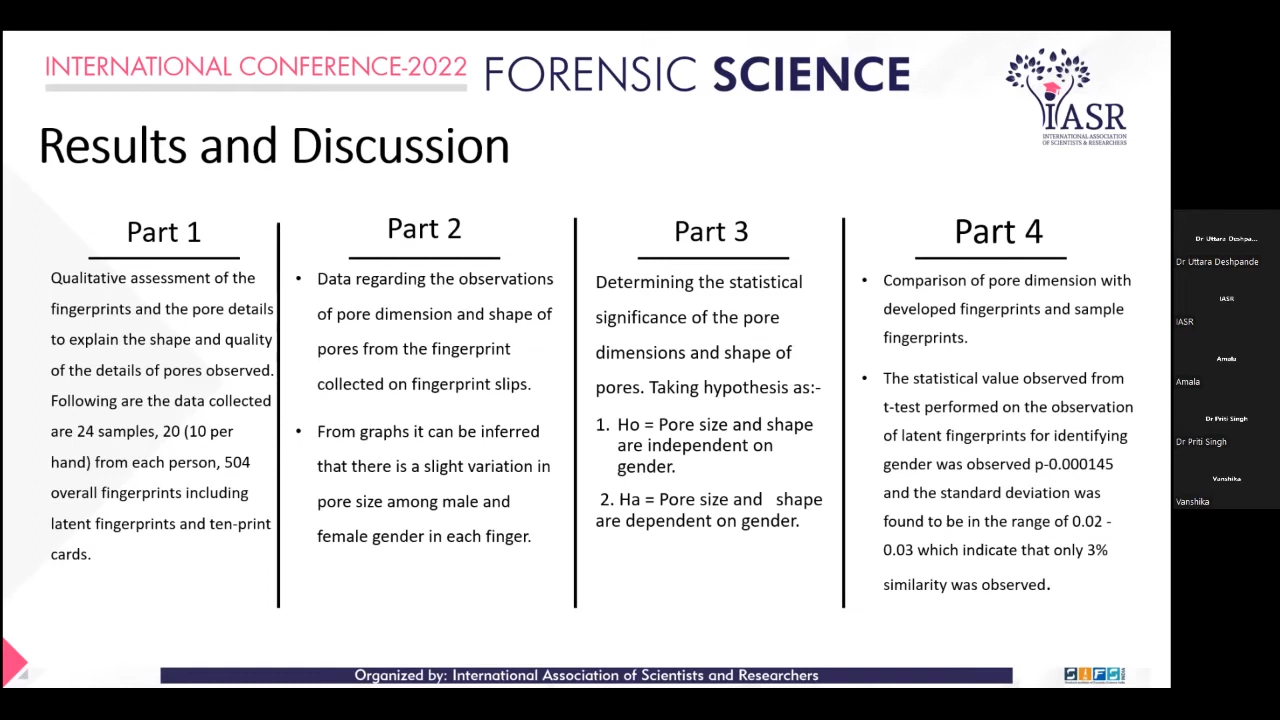 INTERNATIONAL CONFERENCE-2022 FORENSIC SCIENCE
IASR
INTERNATIONAL ASSOCIATION
OF SCIENTISTS & RESEARCHERS
Results and Discussion
Part 1
Qualitative assessment of the
fingerprints and the pore details
to explain the shape and quality
of the details of pores observed.
Following are the data collected
are 24 samples, 20 (10 per
hand) from each person, 504
overall fingerprints including
latent fingerprints and ten-print
cards.
Part 2
• Data regarding the observations
of pore dimension and shape of
pores from the fingerprint
collected on fingerprint slips.
• From graphs it can be inferred
that there is a slight variation in
pore size among male and
female gender in each finger.
Part 3
Determining the statistical
significance of the pore
dimensions and shape of
pores. Taking hypothesis as:-
1. Ho = Pore size and shape
are independent on
gender.
2. Ha = Pore size and shape
are dependent on gender.
Part 4
• Comparison of pore dimension with
developed fingerprints and sample
fingerprints.
• The statistical value observed from
t-test performed on the observation
of latent fingerprints for identifying
gender was observed p-0.000145
and the standard deviation was
found to be in the range of 0.02 -
0.03 which indicate that only 3%
similarity was observed.
Organized by: International Association of Scientists and Researchers
SIFS
INDIA
Dr Uttara Deshpa...
Dr Uttara Deshpande
IASR
IASR
Amala
Amala
Dr Priti Singh
Dr Priti Singh
Vanshika
Vanshika